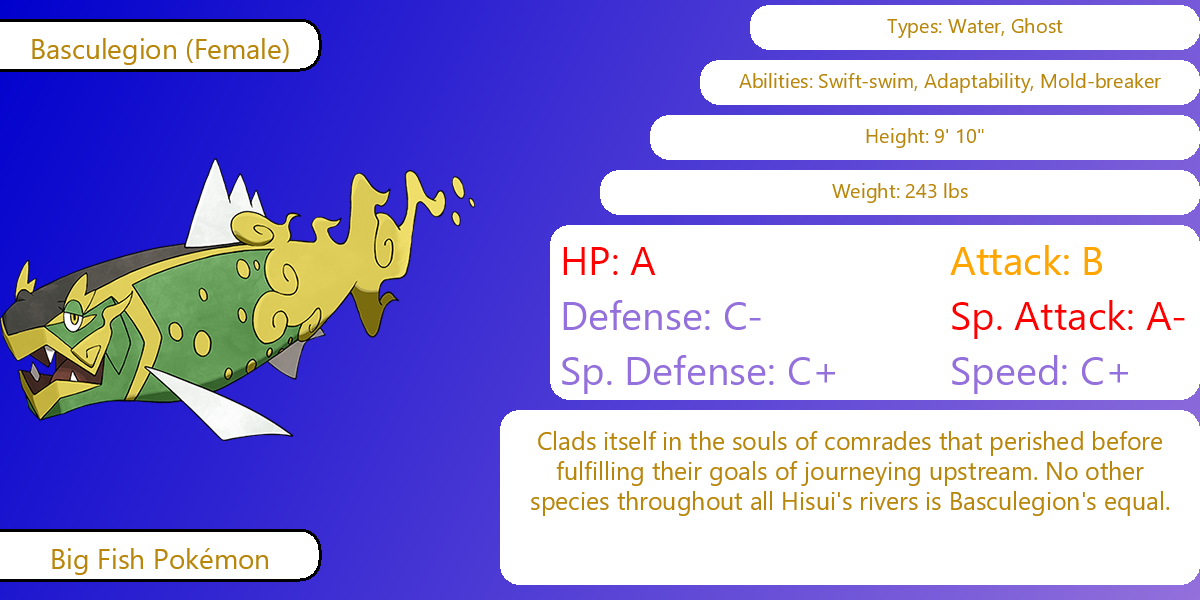 Basculegion (Female)
Types: Water, Ghost
Abilities: Swift-swim, Adaptability, Mold-breaker
Height: 9' 10"
Weight: 243 lbs
HP: A
Attack: B
Defense: C-
Sp. Attack: A-
Sp. Defense: C+
Speed: C+
Clads itself in the souls of comrades that perished before
fulfilling their goals of journeying upstream. No other
species throughout all Hisui's rivers is Basculegion's equal.
Big Fish Pokémon